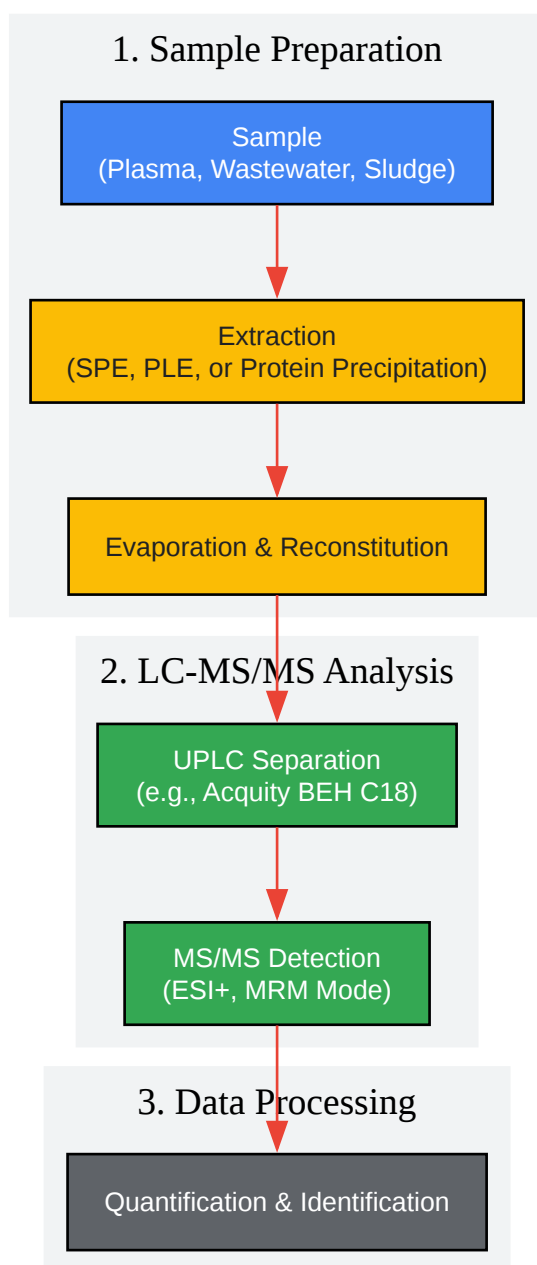 1. Sample Preparation
Sample
(Plasma, Wastewater, Sludge)
Extraction
(SPE, PLE, or Protein Precipitation)
Evaporation & Reconstitution
2. LC-MS/MS Analysis
UPLC Separation
(e.g., Acquity BEH C18)
MS/MS Detection
(ESI+, MRM Mode)
3. Data Processing
Quantification & Identification